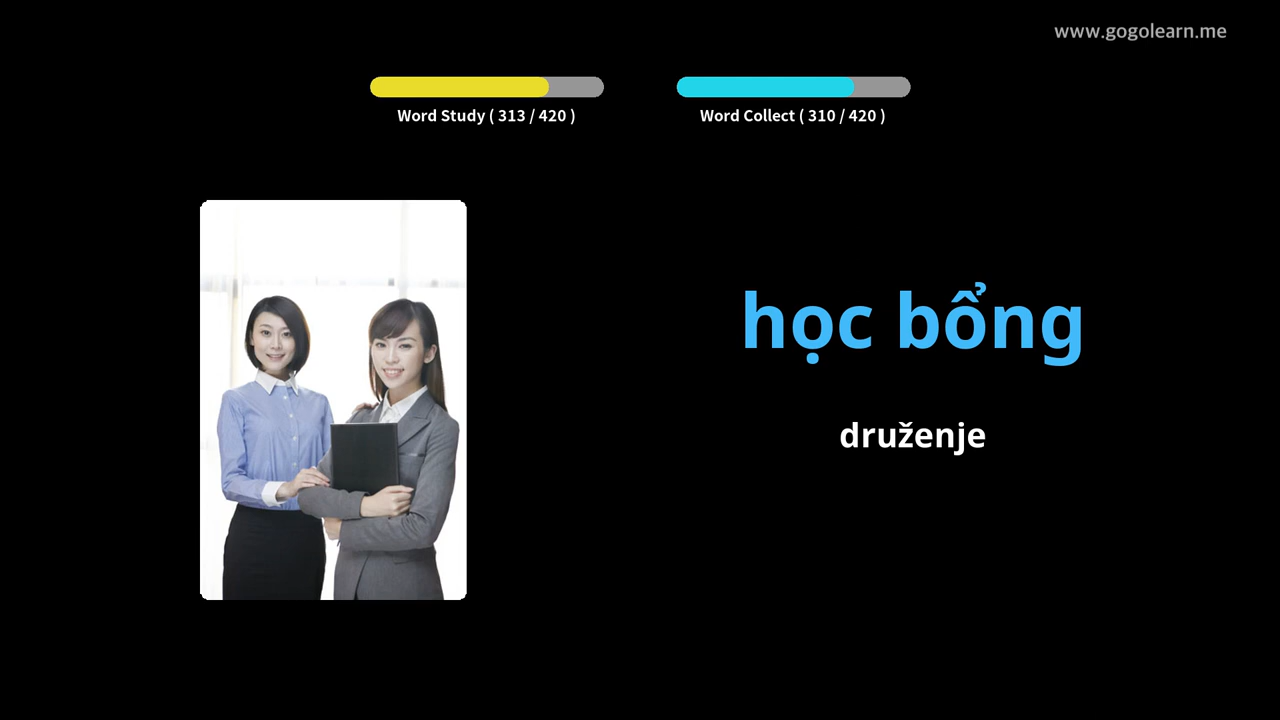 www.gogolearn.me
Word Study ( 313 / 420 )
Word Collect ( 310 / 420 )
học bổng
druženje